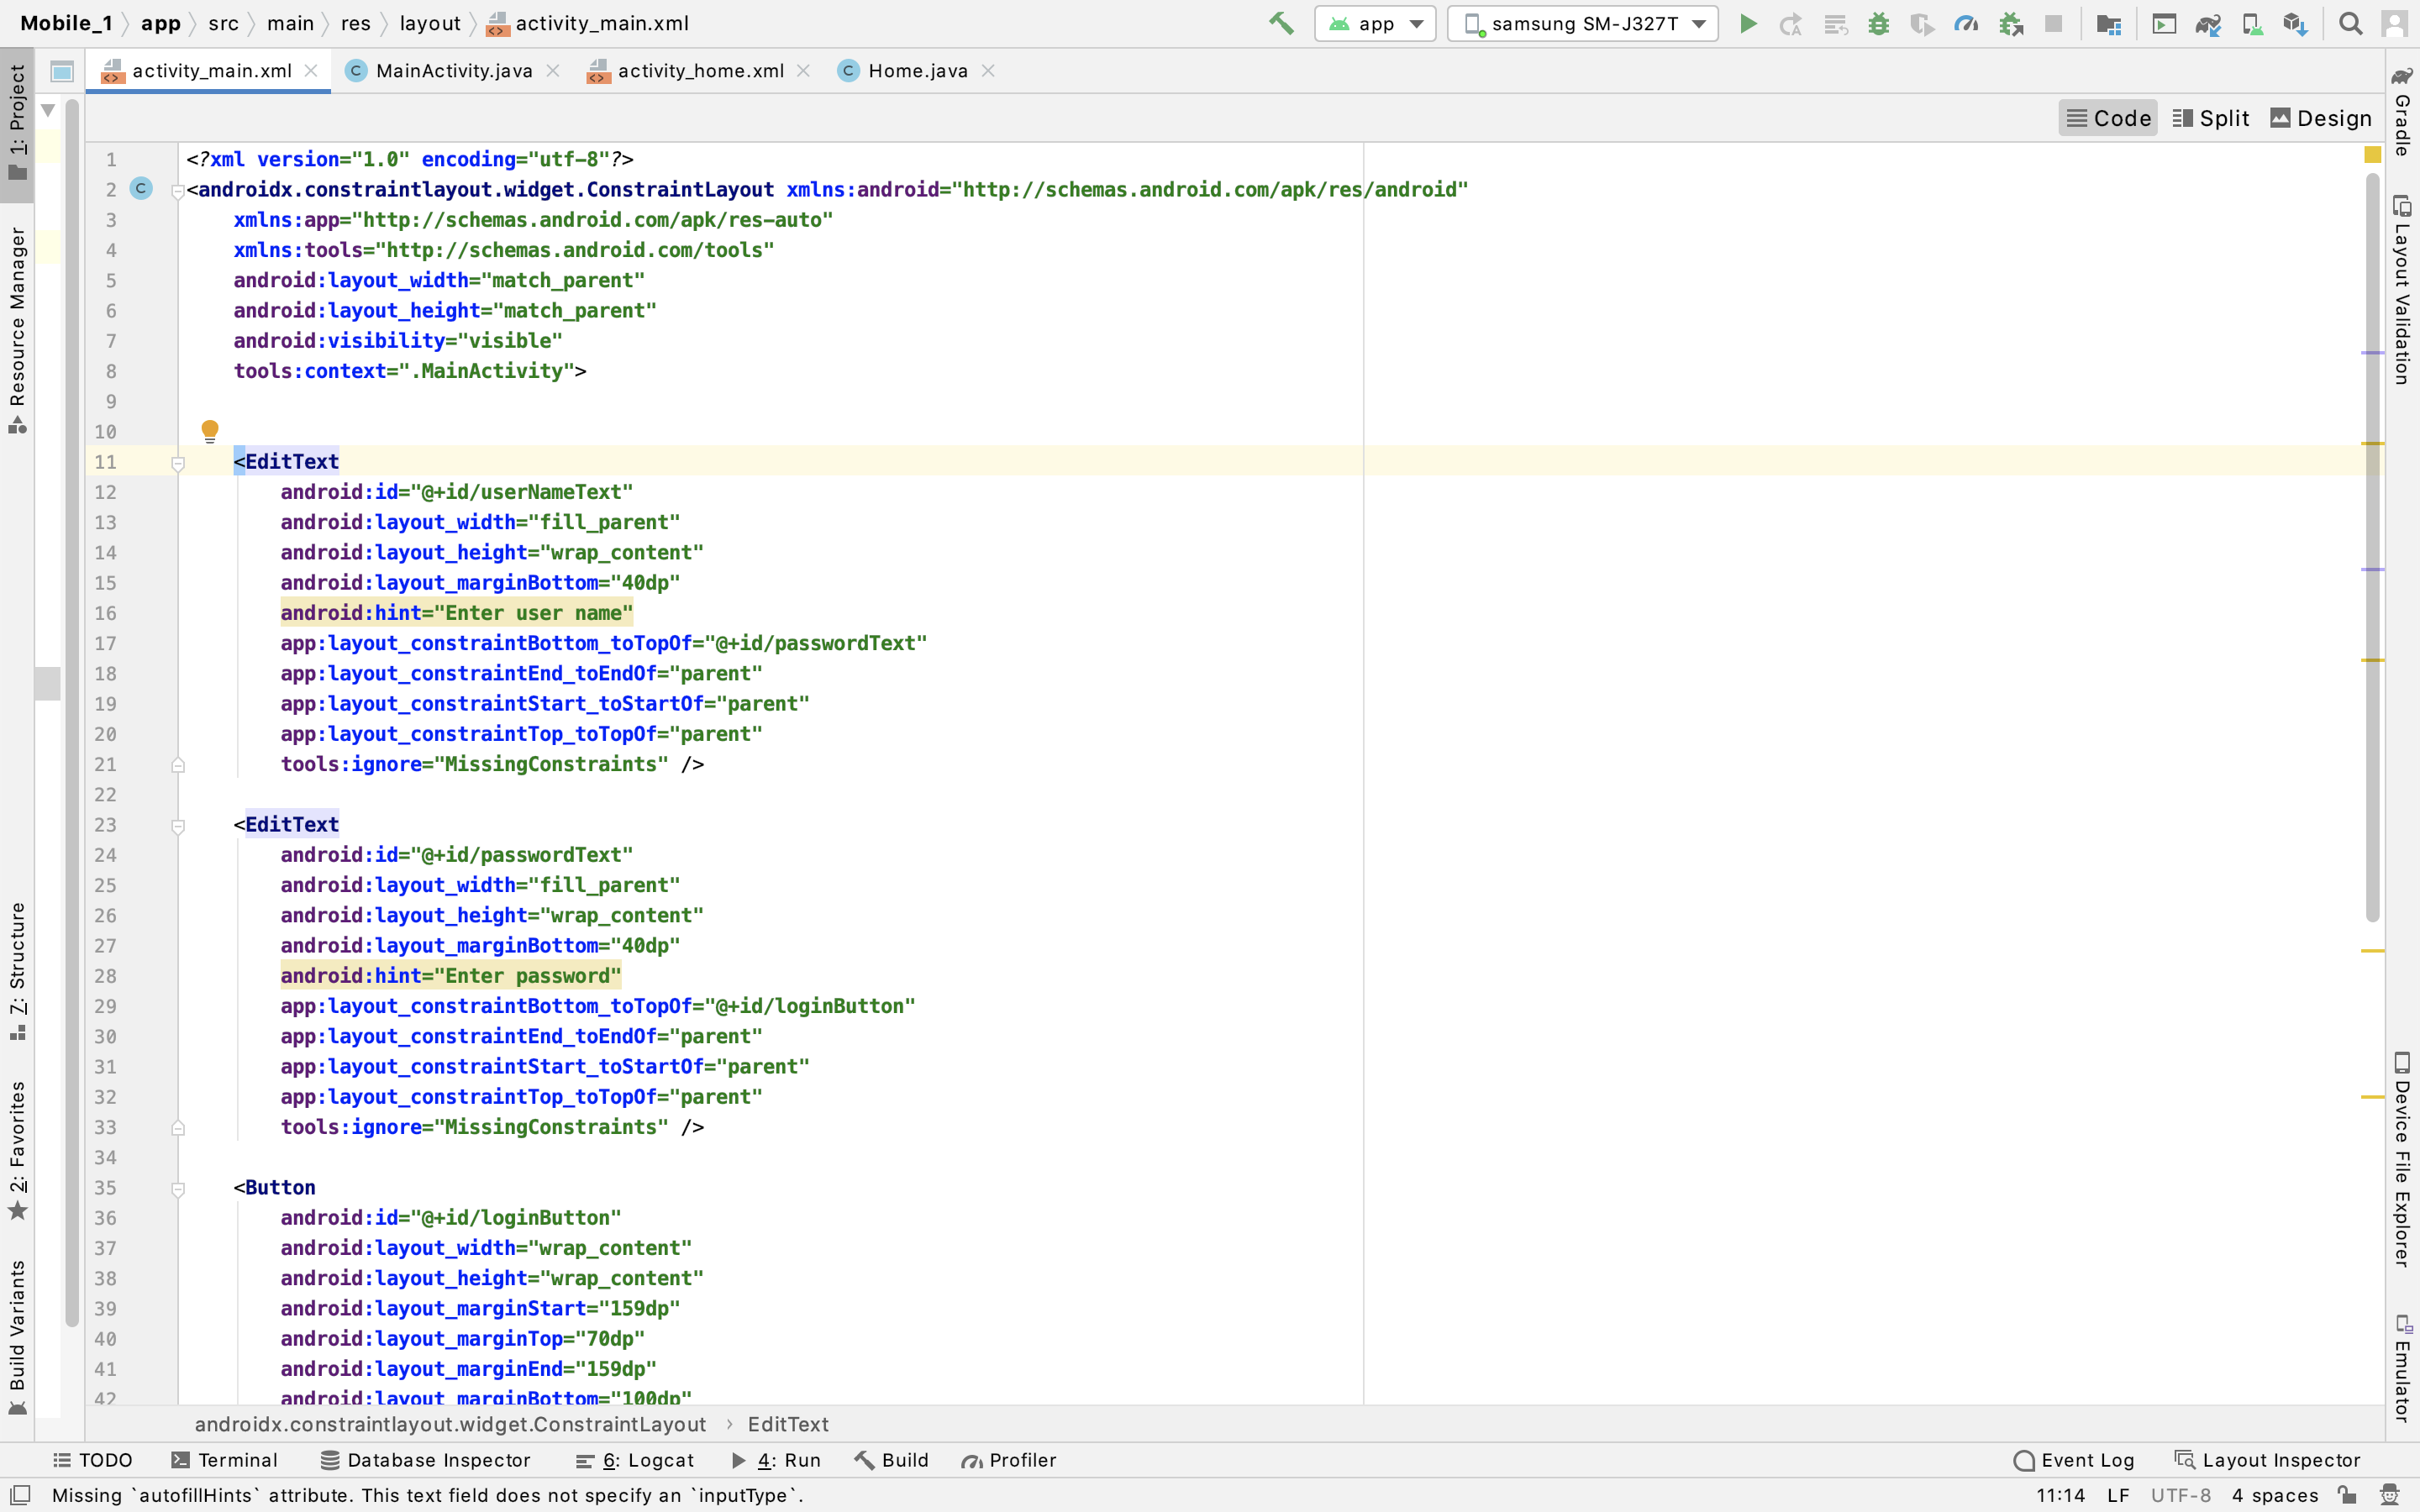 Mobile_1 app src main res layout activity_main.xml app samsung SM-J327T
activity_main.xml MainActivity.java activity_home.xml Home.java
Code Split Design
1: Project
Resource Manager
7: Structure
2: Favorites
Build Variants
1 <?xml version="1.0" encoding="utf-8"?>
2 C <androidx.constraintlayout.widget.ConstraintLayout xmlns:android="http://schemas.android.com/apk/res/android"
3 xmlns:app="http://schemas.android.com/apk/res-auto"
4 xmlns:tools="http://schemas.android.com/tools"
5 android:layout_width="match_parent"
6 android:layout_height="match_parent"
7 android:visibility="visible"
8 tools:context=".MainActivity">
9
10
11 <EditText
12 android:id="@+id/userNameText"
13 android:layout_width="fill_parent"
14 android:layout_height="wrap_content"
15 android:layout_marginBottom="40dp"
16 android:hint="Enter user name"
17 app:layout_constraintBottom_toTopOf="@+id/passwordText"
18 app:layout_constraintEnd_toEndOf="parent"
19 app:layout_constraintStart_toStartOf="parent"
20 app:layout_constraintTop_toTopOf="parent"
21 tools:ignore="MissingConstraints" />
22
23 <EditText
24 android:id="@+id/passwordText"
25 android:layout_width="fill_parent"
26 android:layout_height="wrap_content"
27 android:layout_marginBottom="40dp"
28 android:hint="Enter password"
29 app:layout_constraintBottom_toTopOf="@+id/loginButton"
30 app:layout_constraintEnd_toEndOf="parent"
31 app:layout_constraintStart_toStartOf="parent"
32 app:layout_constraintTop_toTopOf="parent"
33 tools:ignore="MissingConstraints" />
34
35 <Button
36 android:id="@+id/loginButton"
37 android:layout_width="wrap_content"
38 android:layout_height="wrap_content"
39 android:layout_marginStart="159dp"
40 android:layout_marginTop="70dp"
41 android:layout_marginEnd="159dp"
42 android:layout_marginBottom="100dp"
Gradle
Layout Validation
Device File Explorer
Emulator
androidx.constraintlayout.widget.ConstraintLayout › EditText
TODO Terminal Database Inspector 6: Logcat 4: Run Build Profiler Event Log Layout Inspector
Missing `autofillHints` attribute. This text field does not specify an `inputType`. 11:14 LF UTF-8 4 spaces